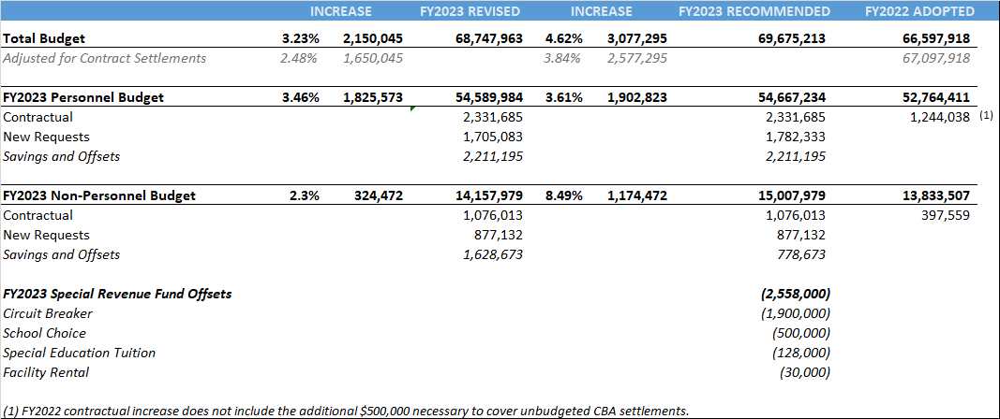 INCREASE FY2023 REVISED INCREASE FY2023 RECOMMENDED FY2022 ADOPTED
Total Budget 3.23% 2,150,045 68,747,963 4.62% 3,077,295 69,675,213 66,597,918
Adjusted for Contract Settlements 2.48% 1,650,045 3.84% 2,577,295 67,097,918
FY2023 Personnel Budget 3.46% 1,825,573 54,589,984 3.61% 1,902,823 54,667,234 52,764,411
Contractual 2,331,685 2,331,685 1,244,038 (1)
New Requests 1,705,083 1,782,333
Savings and Offsets 2,211,195 2,211,195
FY2023 Non-Personnel Budget 2.3% 324,472 14,157,979 8.49% 1,174,472 15,007,979 13,833,507
Contractual 1,076,013 1,076,013 397,559
New Requests 877,132 877,132
Savings and Offsets 1,628,673 778,673
FY2023 Special Revenue Fund Offsets (2,558,000)
Circuit Breaker (1,900,000)
School Choice (500,000)
Special Education Tuition (128,000)
Facility Rental (30,000)
(1) FY2022 contractual increase does not include the additional $500,000 necessary to cover unbudgeted CBA settlements.